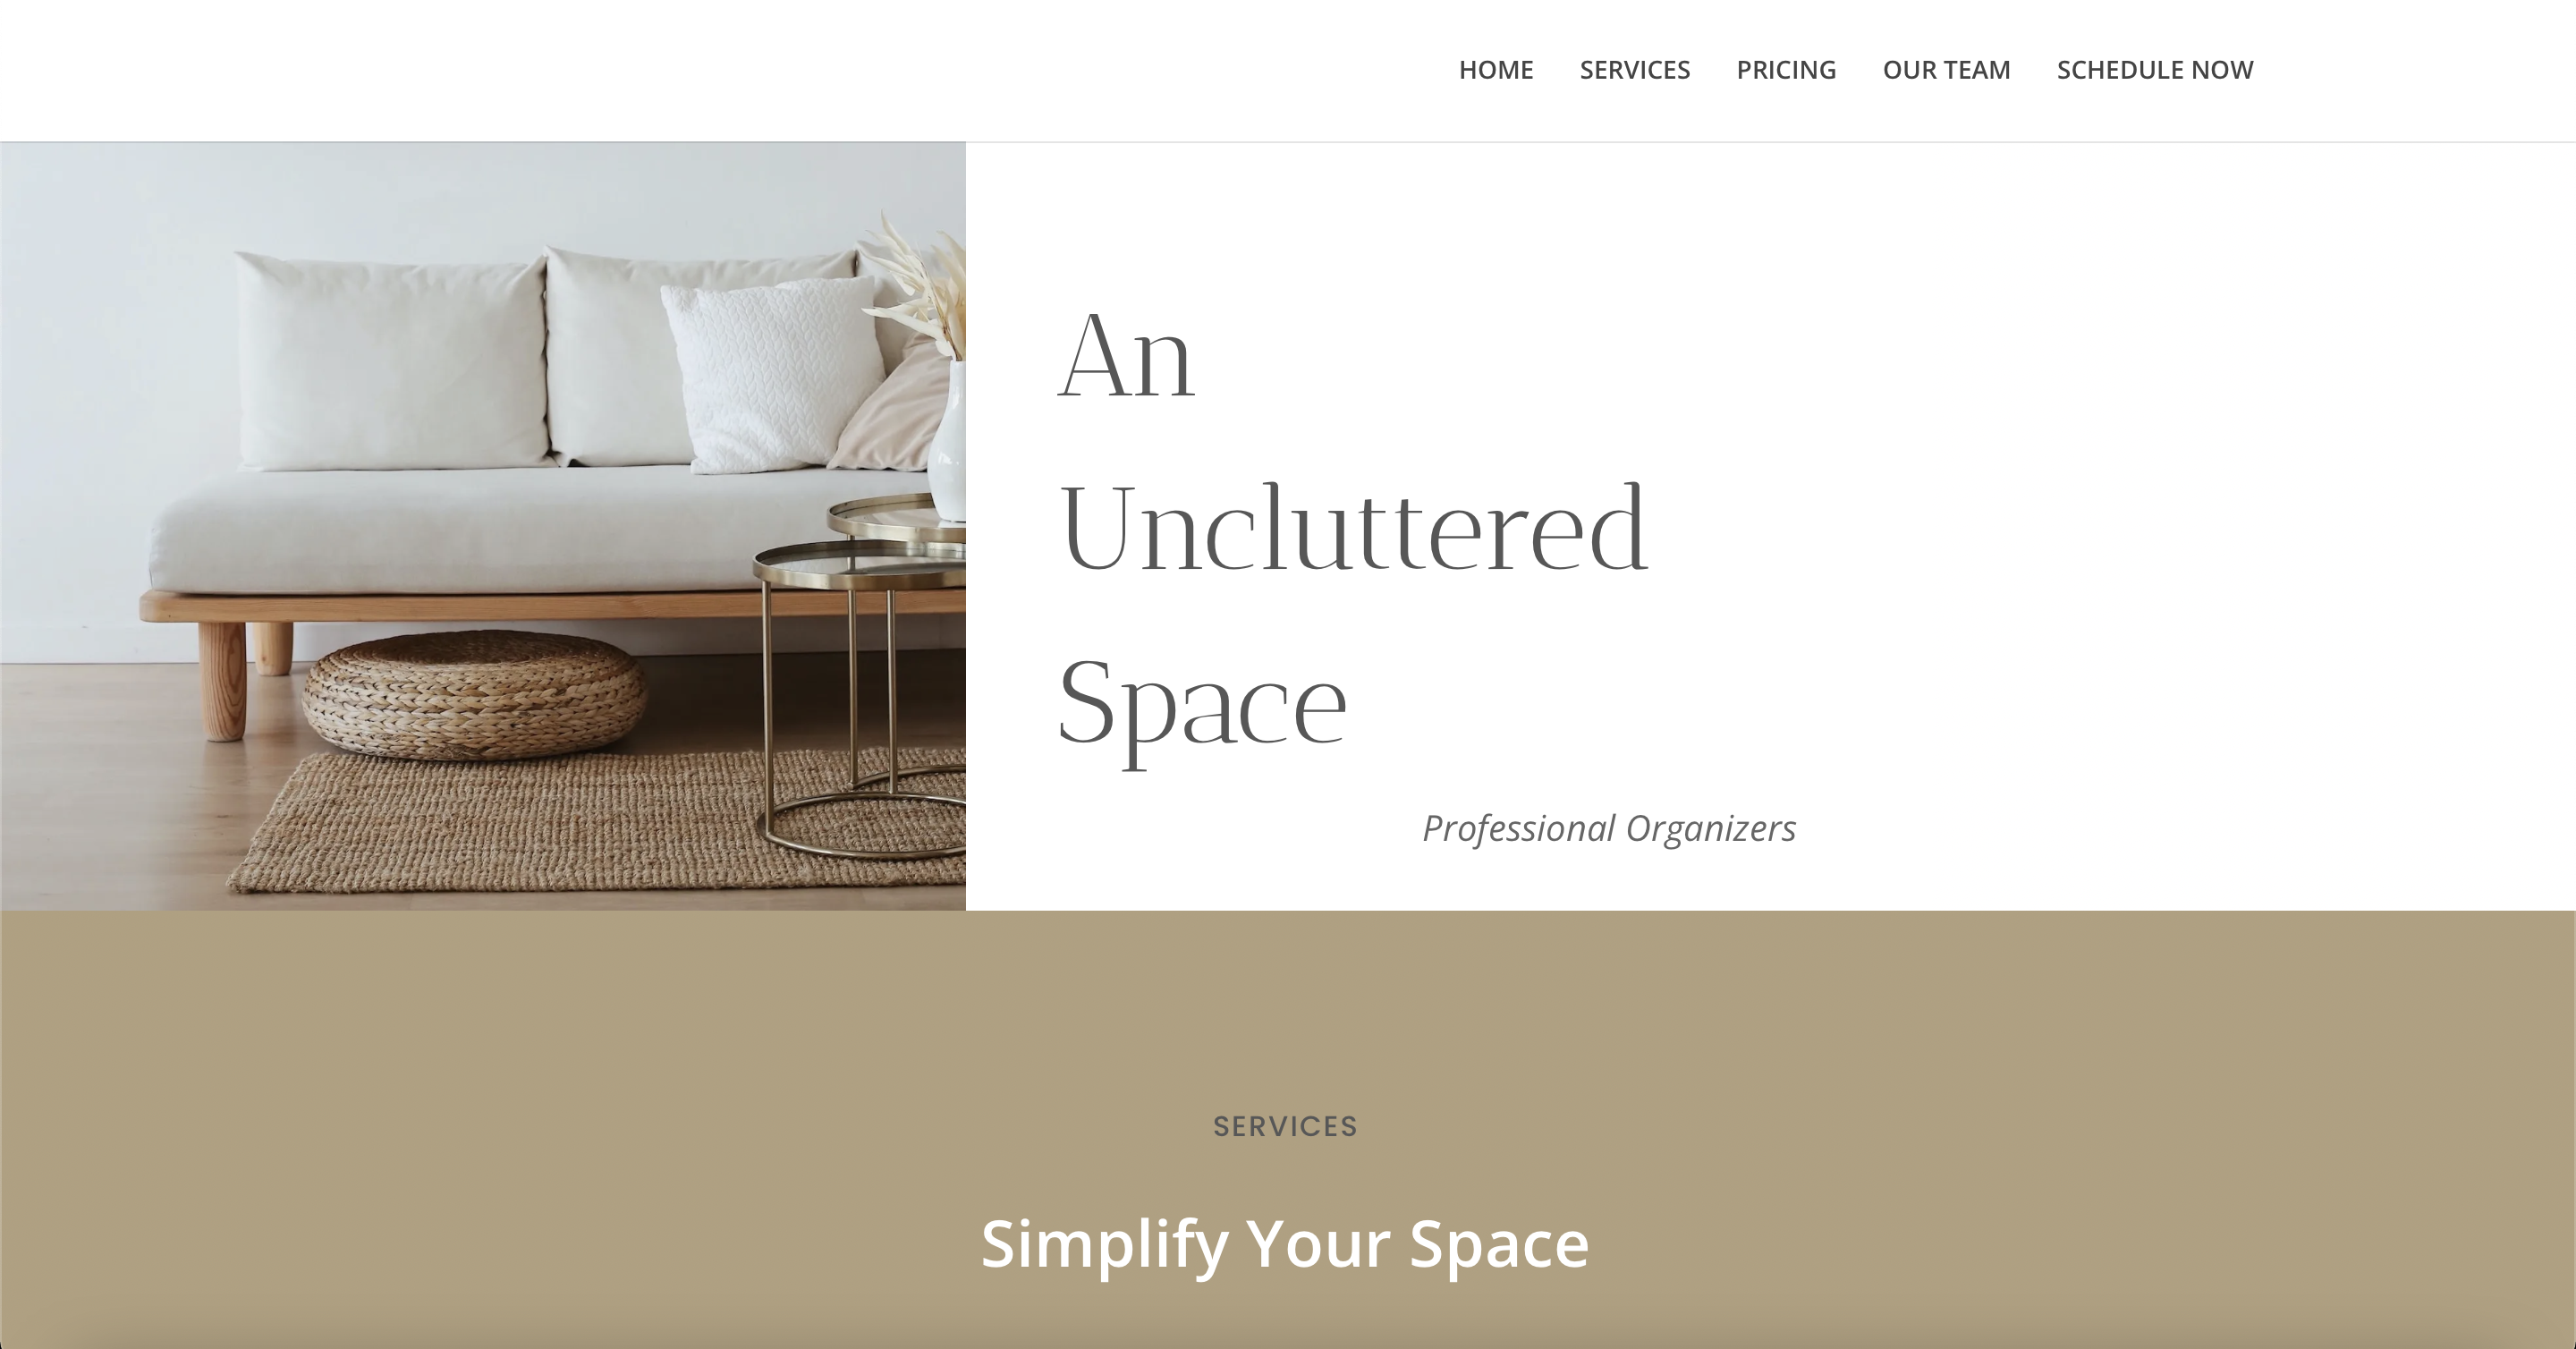 HOME SERVICES PRICING OUR TEAM SCHEDULE NOW
An
Uncluttered
Space
Professional Organizers
SERVICES
Simplify Your Space